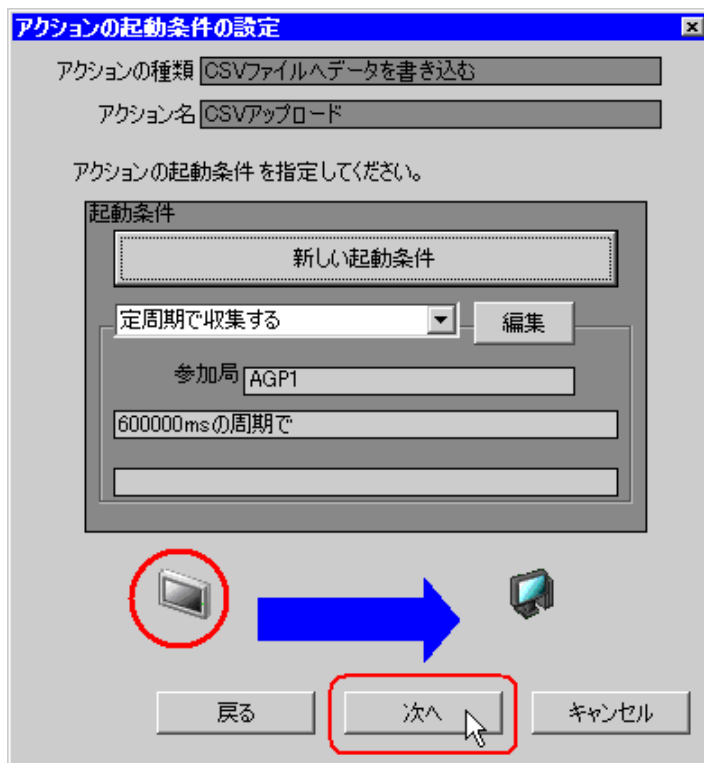 アクションの起動条件の設定
アクションの種類 CSVファイルへデータを書き込む
アクション名 CSVアップロード
アクションの起動条件を指定してください。
起動条件
新しい起動条件
定周期で収集する 編集
参加局 AGP1
600000msの周期で
戻る 次へ キャンセル